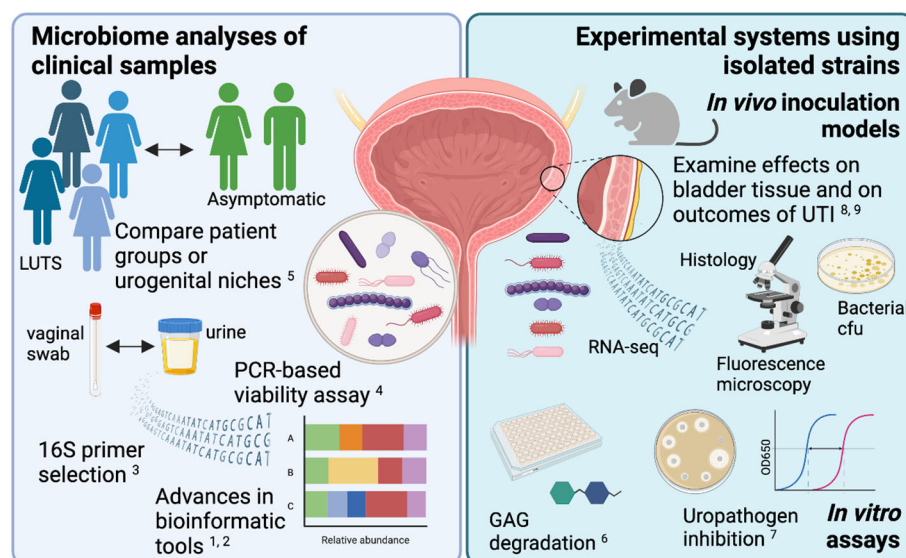 Microbiome analyses of
clinical samples
Asymptomatic
LUTS
Compare patient
groups or
urogenital niches 5
vaginal
swab
urine
PCR-based
viability assay 4
16S primer
selection 3
Advances in
bioinformatic
tools 1, 2
A
B
C
Relative abundance
Experimental systems using
isolated strains
In vivo inoculation
models
Examine effects on
bladder tissue and on
outcomes of UTI 8, 9
Histology
Bacterial
cfu
RNA-seq
Fluorescence
microscopy
GAG
degradation 6
Uropathogen
inhibition 7
OD650
In vitro
assays